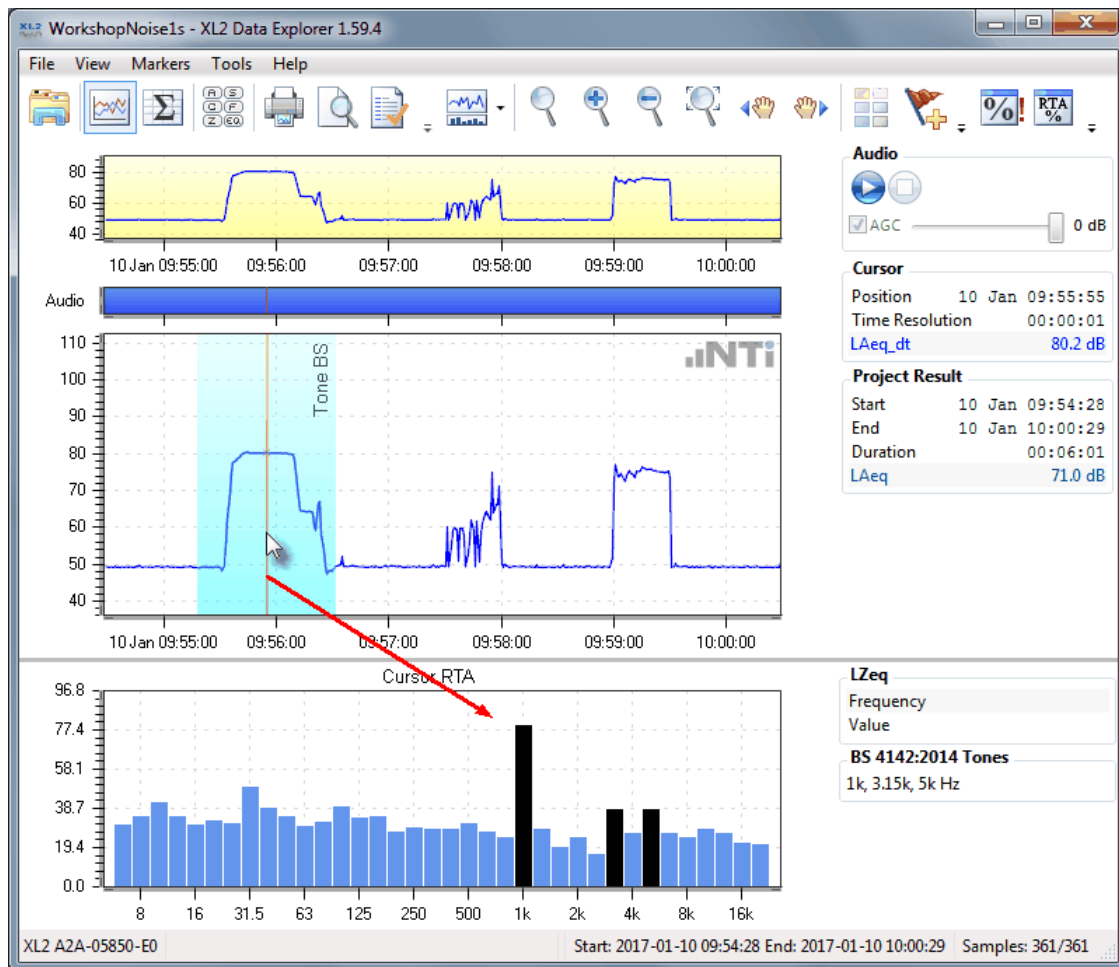 XL2 WorkshopNoise1s - XL2 Data Explorer 1.59.4
File View Markers Tools Help
A S
C F
Z EQ
Σ
%!
RTA
%
80
60
40
10 Jan 09:55:00 09:56:00 09:57:00 09:58:00 09:59:00 10:00:00
Audio
110
100
90
80
70
60
50
40
Tone BS
NTi
10 Jan 09:55:00 09:56:00 09:57:00 09:58:00 09:59:00 10:00:00
Audio
AGC 0 dB
Cursor
Position 10 Jan 09:55:55
Time Resolution 00:00:01
LAeq_dt 80.2 dB
Project Result
Start 10 Jan 09:54:28
End 10 Jan 10:00:29
Duration 00:06:01
LAeq 71.0 dB
Cursor RTA
96.8
77.4
58.1
38.7
19.4
0.0
8 16 31.5 63 125 250 500 1k 2k 4k 8k 16k
LZeq
Frequency
Value
BS 4142:2014 Tones
1k, 3.15k, 5k Hz
XL2 A2A-05850-E0 Start: 2017-01-10 09:54:28 End: 2017-01-10 10:00:29 Samples: 361/361